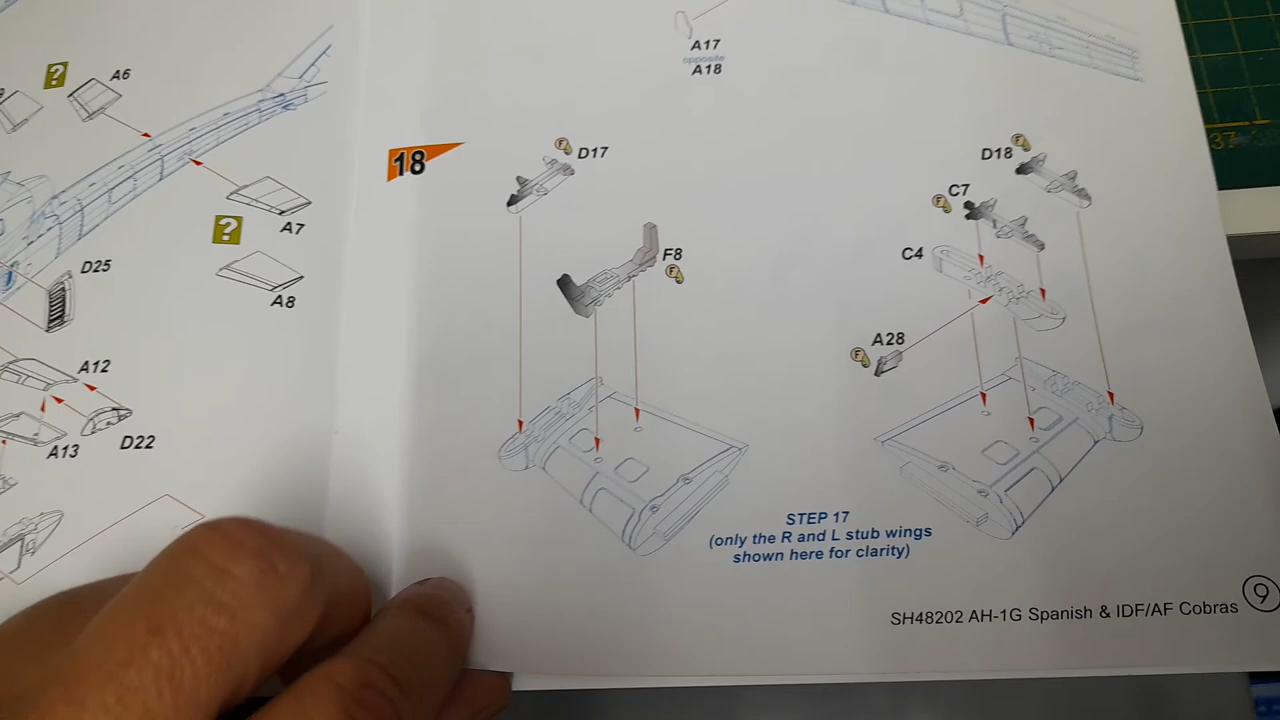 A6
?
A7
?
A8
D25
A12
D22
A13
A17
opposite
A18
18
F
D17
F8
F
F
D18
F
C7
C4
A28
F
STEP 17
(only the R and L stub wings
shown here for clarity)
SH48202 AH-1G Spanish & IDF/AF Cobras
9
37